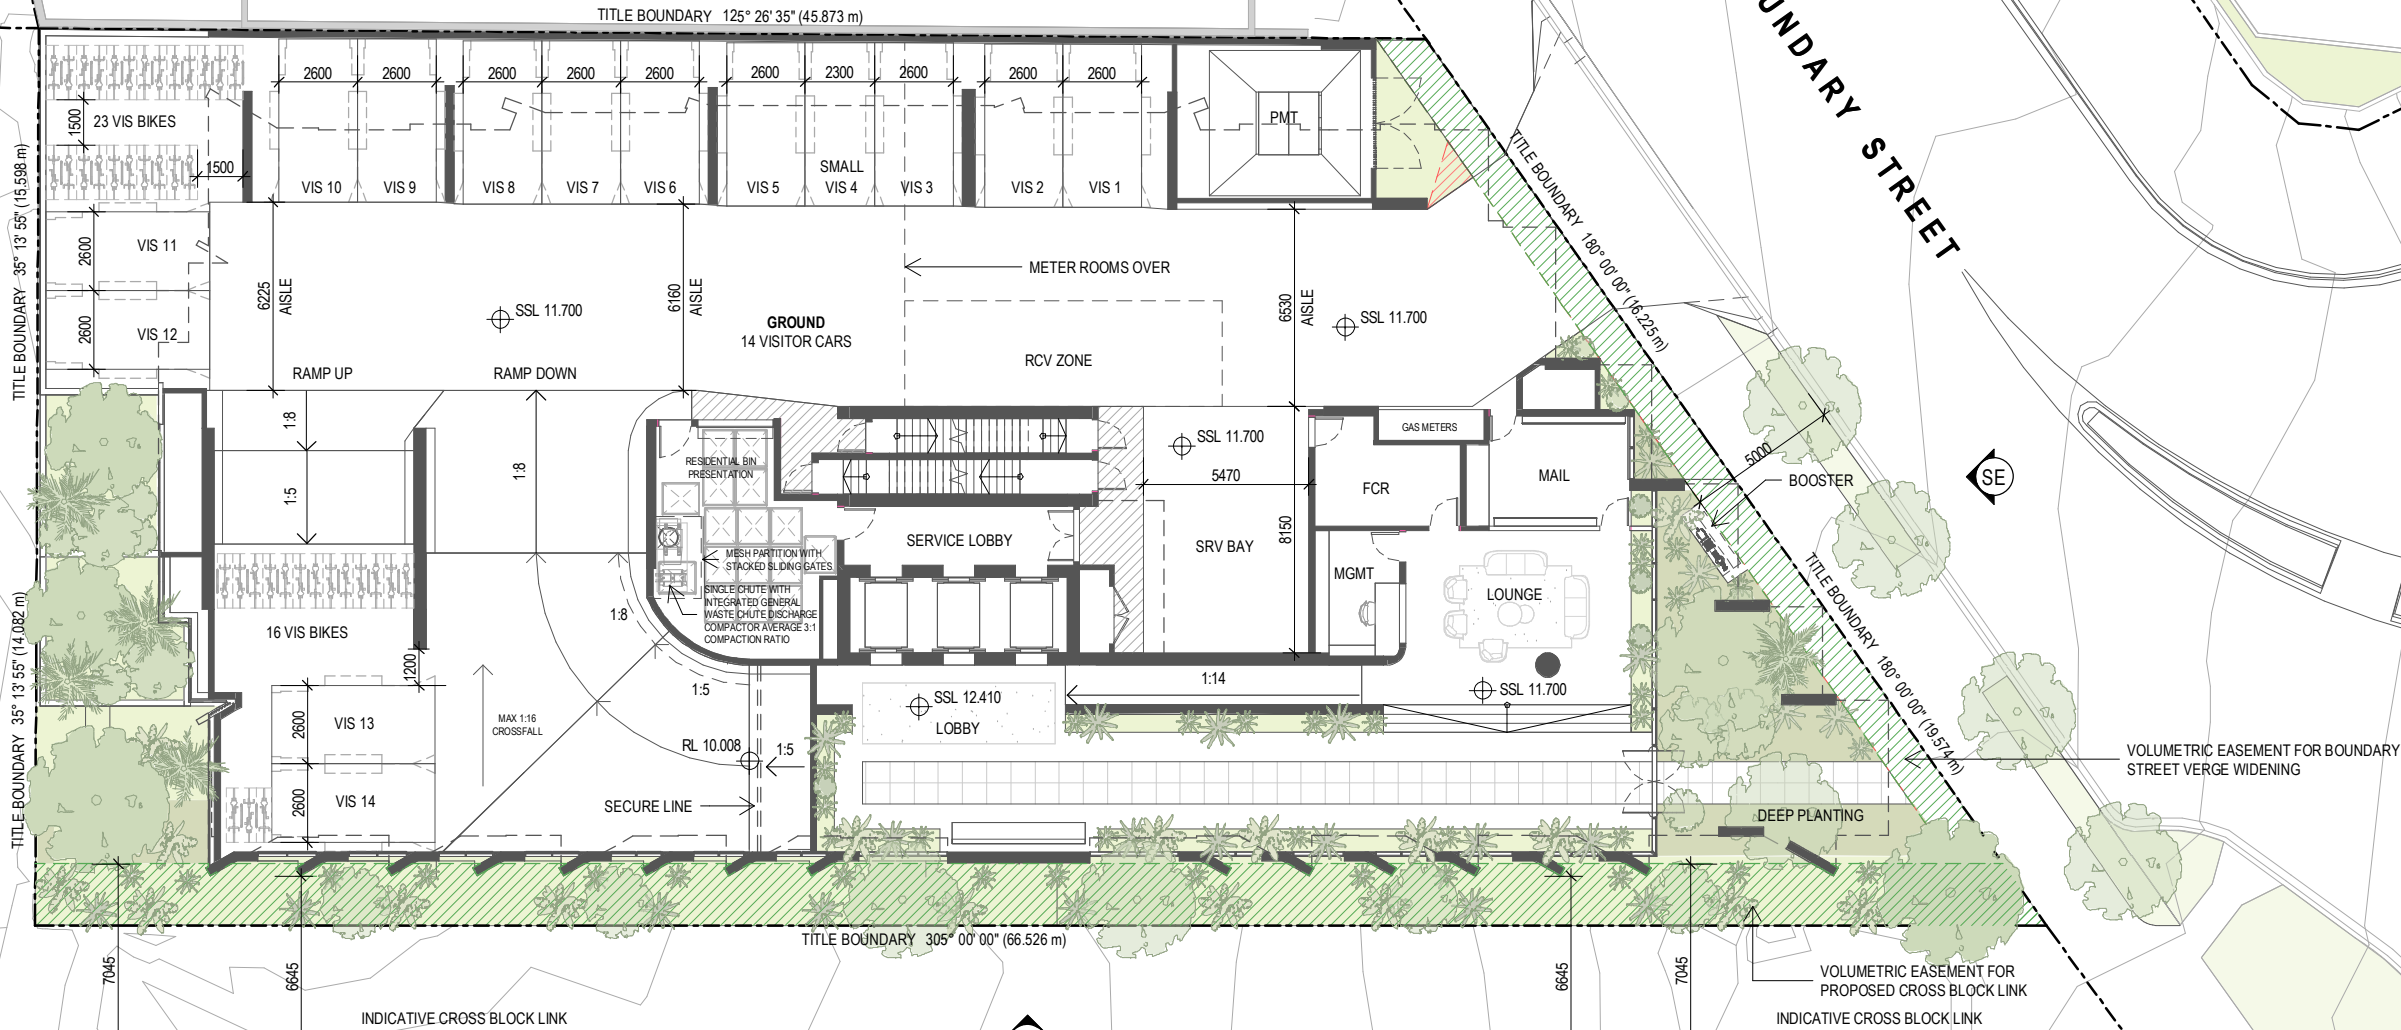 TITLE BOUNDARY 125° 26' 35" (45.873 m)
BOUNDARY STREET
2600
2600
2600
2600
2600
2600
2300
2600
2600
2600
23 VIS BIKES
1500
1500
PMT
VIS 10
VIS 9
VIS 8
VIS 7
VIS 6
VIS 5
SMALL
VIS 4
VIS 3
VIS 2
VIS 1
TITLE BOUNDARY 35° 13' 55" (15.598 m)
TITLE BOUNDARY 180° 00' 00" (16.225m)
VIS 11
2600
VIS 12
2600
6225
AISLE
6160
AISLE
6530
AISLE
METER ROOMS OVER
SSL 11.700
GROUND
14 VISITOR CARS
SSL 11.700
RCV ZONE
RAMP UP
RAMP DOWN
1:8
1:8
1:5
RESIDENTIAL BIN
PRESENTATION
SSL 11.700
5470
8150
GAS METERS
FCR
MAIL
5000
BOOSTER
SE
SERVICE LOBBY
SRV BAY
MESH PARTITION WITH
STACKED SLIDING GATES
SINGLE CHUTE WITH
INTEGRATED GENERAL
WASTE CHUTE DISCHARGE
COMPACTOR AVERAGE 3:1
COMPACTION RATIO
MGMT
LOUNGE
TITLE BOUNDARY 35° 13' 55" (14.082 m)
TITLE BOUNDARY 180° 00' 00" (19.574m)
16 VIS BIKES
1200
1:8
1:5
1:14
SSL 12.410
LOBBY
SSL 11.700
2600
VIS 13
2600
VIS 14
MAX 1:16
CROSSFALL
RL 10.008
1:5
SECURE LINE
VOLUMETRIC EASEMENT FOR BOUNDARY
STREET VERGE WIDENING
DEEP PLANTING
TITLE BOUNDARY 305° 00' 00" (66.526 m)
7045
6645
6645
7045
VOLUMETRIC EASEMENT FOR
PROPOSED CROSS BLOCK LINK
INDICATIVE CROSS BLOCK LINK
INDICATIVE CROSS BLOCK LINK